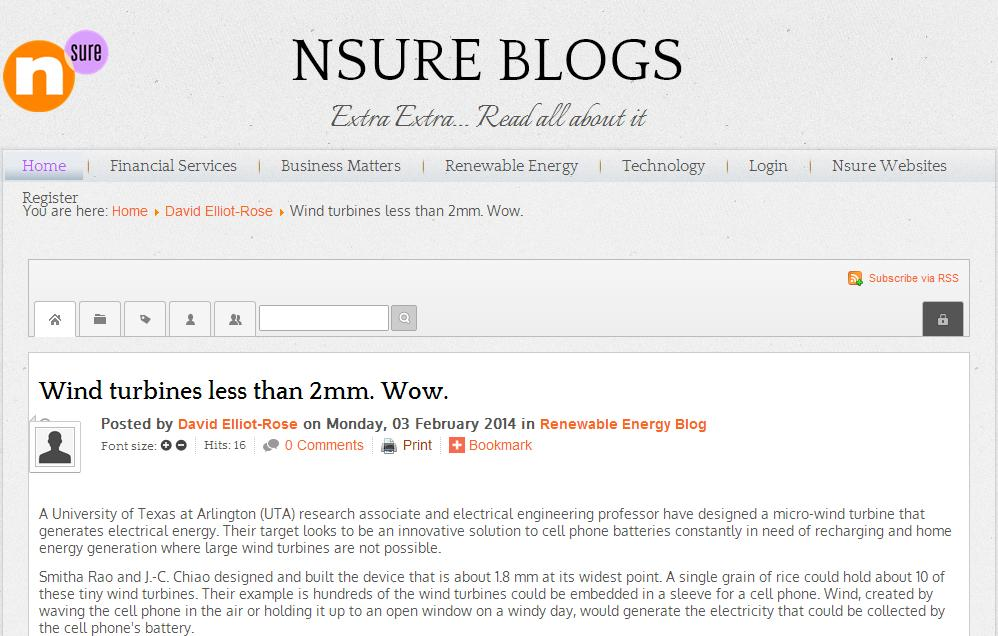 n sure
NSURE BLOGS
Extra Extra... Read all about it
Home Financial Services Business Matters Renewable Energy Technology Login Nsure Websites
Register
You are here: Home David Elliot-Rose Wind turbines less than 2mm. Wow.
Subscribe via RSS
Wind turbines less than 2mm. Wow.
Posted by David Elliot-Rose on Monday, 03 February 2014 in Renewable Energy Blog
Font size: Hits: 16 0 Comments Print Bookmark
A University of Texas at Arlington (UTA) research associate and electrical engineering professor have designed a micro-wind turbine that
generates electrical energy. Their target looks to be an innovative solution to cell phone batteries constantly in need of recharging and home
energy generation where large wind turbines are not possible.
Smitha Rao and J.-C. Chiao designed and built the device that is about 1.8 mm at its widest point. A single grain of rice could hold about 10 of
these tiny wind turbines. Their example is hundreds of the wind turbines could be embedded in a sleeve for a cell phone. Wind, created by
waving the cell phone in the air or holding it up to an open window on a windy day, would generate the electricity that could be collected by
the cell phone's battery.